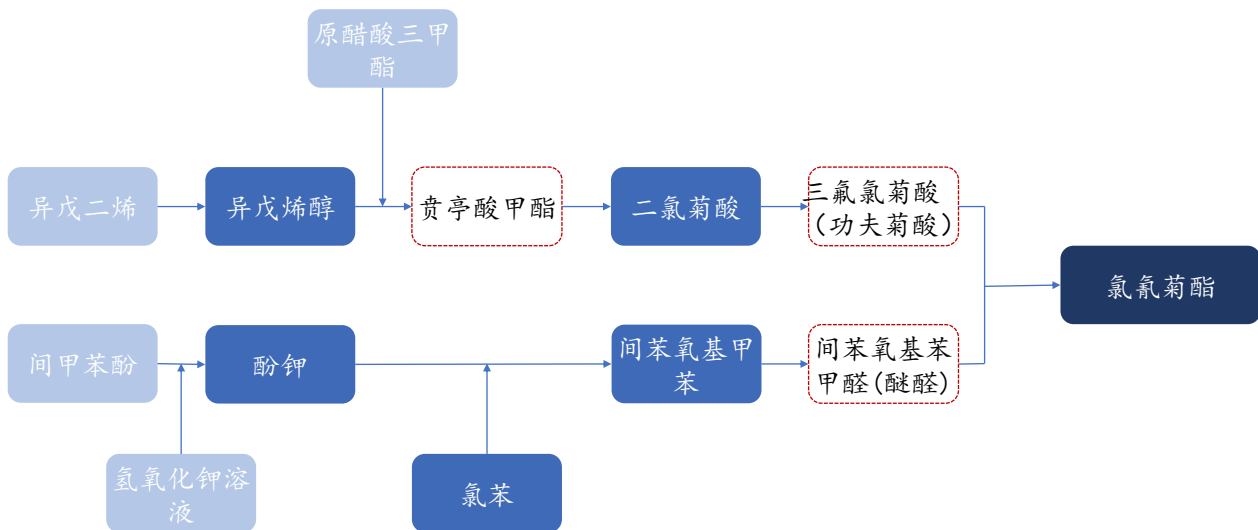 原醋酸三甲
酯
异戊二烯
异戊烯醇
贲亭酸甲酯
二氯菊酸
三氟氯菊酸
(功夫菊酸)
氯氰菊酯
间甲苯酚
酚钾
间苯氧基甲
苯
间苯氧基苯
甲醛(醚醛)
氢氧化钾溶
液
氯苯